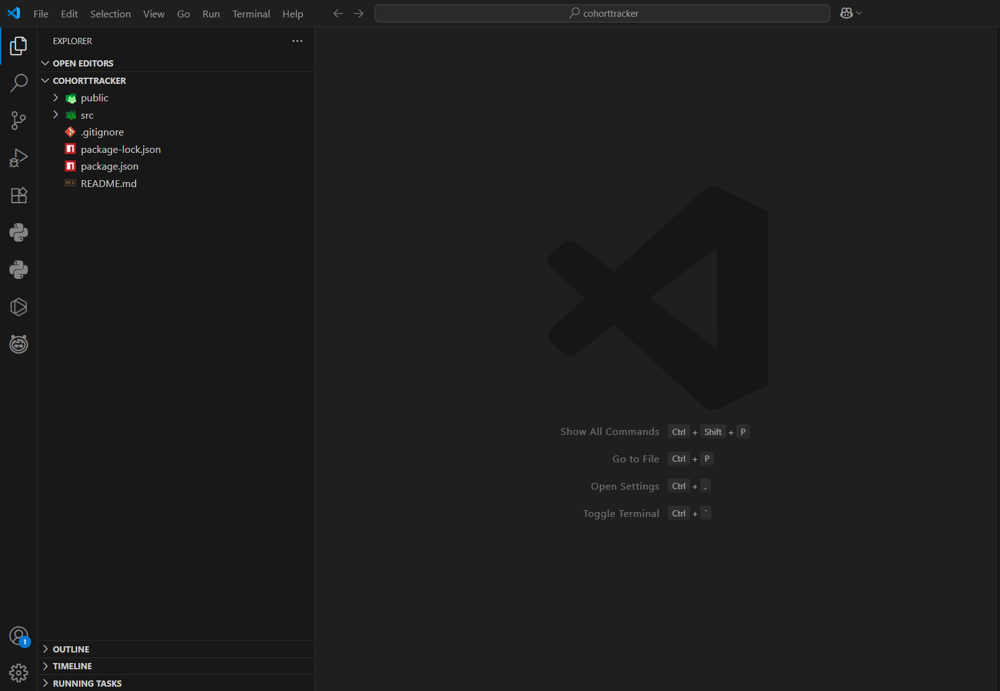 File Edit Selection View Go Run Terminal Help
cohorttracker
EXPLORER
OPEN EDITORS
COHORTTRACKER
public
src
.gitignore
package-lock.json
package.json
README.md
Show All Commands Ctrl + Shift + P
Go to File Ctrl + P
Open Settings Ctrl + ,
Toggle Terminal Ctrl + `
1
OUTLINE
TIMELINE
RUNNING TASKS